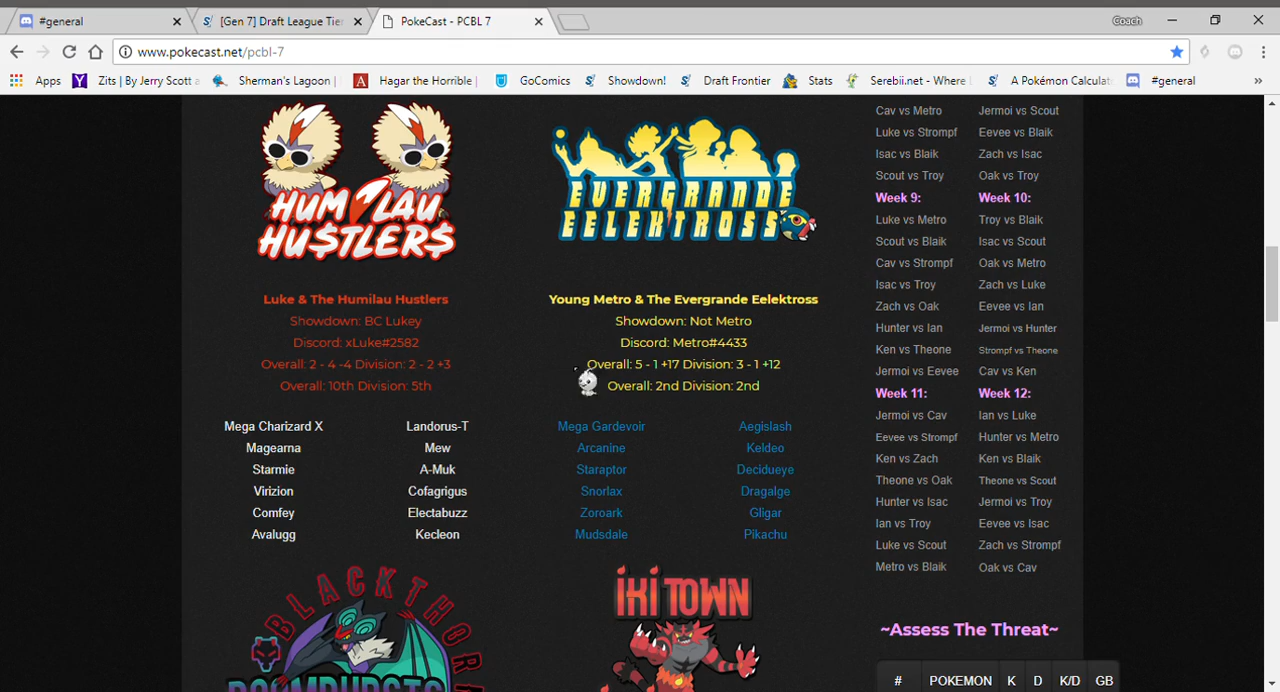 #general
[Gen 7] Draft League Tier
PokeCast - PCBL 7
Coach
www.pokecast.net/pcbl-7
Apps
Zits | By Jerry Scott a
Sherman's Lagoon |
Hagar the Horrible |
GoComics
Showdown!
Draft Frontier
Stats
Serebii.net - Where
A Pokémon Calculat
#general
»
HUMILAU
HU$TLER$
EVERGRANDE
EELEKTROSS
Luke & The Humilau Hustlers
Showdown: BC Lukey
Discord: xLuke#2582
Overall: 2 - 4 -4 Division: 2 - 2 +3
Overall: 10th Division: 5th
Young Metro & The Evergrande Eelektross
Showdown: Not Metro
Discord: Metro#4433
Overall: 5 - 1 +17 Division: 3 - 1 +12
Overall: 2nd Division: 2nd
Mega Charizard X Landorus-T
Magearna Mew
Starmie A-Muk
Virizion Cofagrigus
Comfey Electabuzz
Avalugg Kecleon
Mega Gardevoir Aegislash
Arcanine Keldeo
Staraptor Decidueye
Snorlax Dragalge
Zoroark Gligar
Mudsdale Pikachu
BLACKTHORN
BOOMBURSTS
IKI TOWN
Cav vs Metro Jermoi vs Scout
Luke vs Strompf Eevee vs Blaik
Isac vs Blaik Zach vs Isac
Scout vs Troy Oak vs Troy
Week 9: Week 10:
Luke vs Metro Troy vs Blaik
Scout vs Blaik Isac vs Scout
Cav vs Strompf Oak vs Metro
Isac vs Troy Zach vs Luke
Zach vs Oak Eevee vs Ian
Hunter vs Ian Jermoi vs Hunter
Ken vs Theone Strompf vs Theone
Jermoi vs Eevee Cav vs Ken
Week 11: Week 12:
Jermoi vs Cav Ian vs Luke
Eevee vs Strompf Hunter vs Metro
Ken vs Zach Ken vs Blaik
Theone vs Oak Theone vs Scout
Hunter vs Isac Jermoi vs Troy
Ian vs Troy Eevee vs Isac
Luke vs Scout Zach vs Strompf
Metro vs Blaik Oak vs Cav
~Assess The Threat~
# POKEMON K D K/D GB